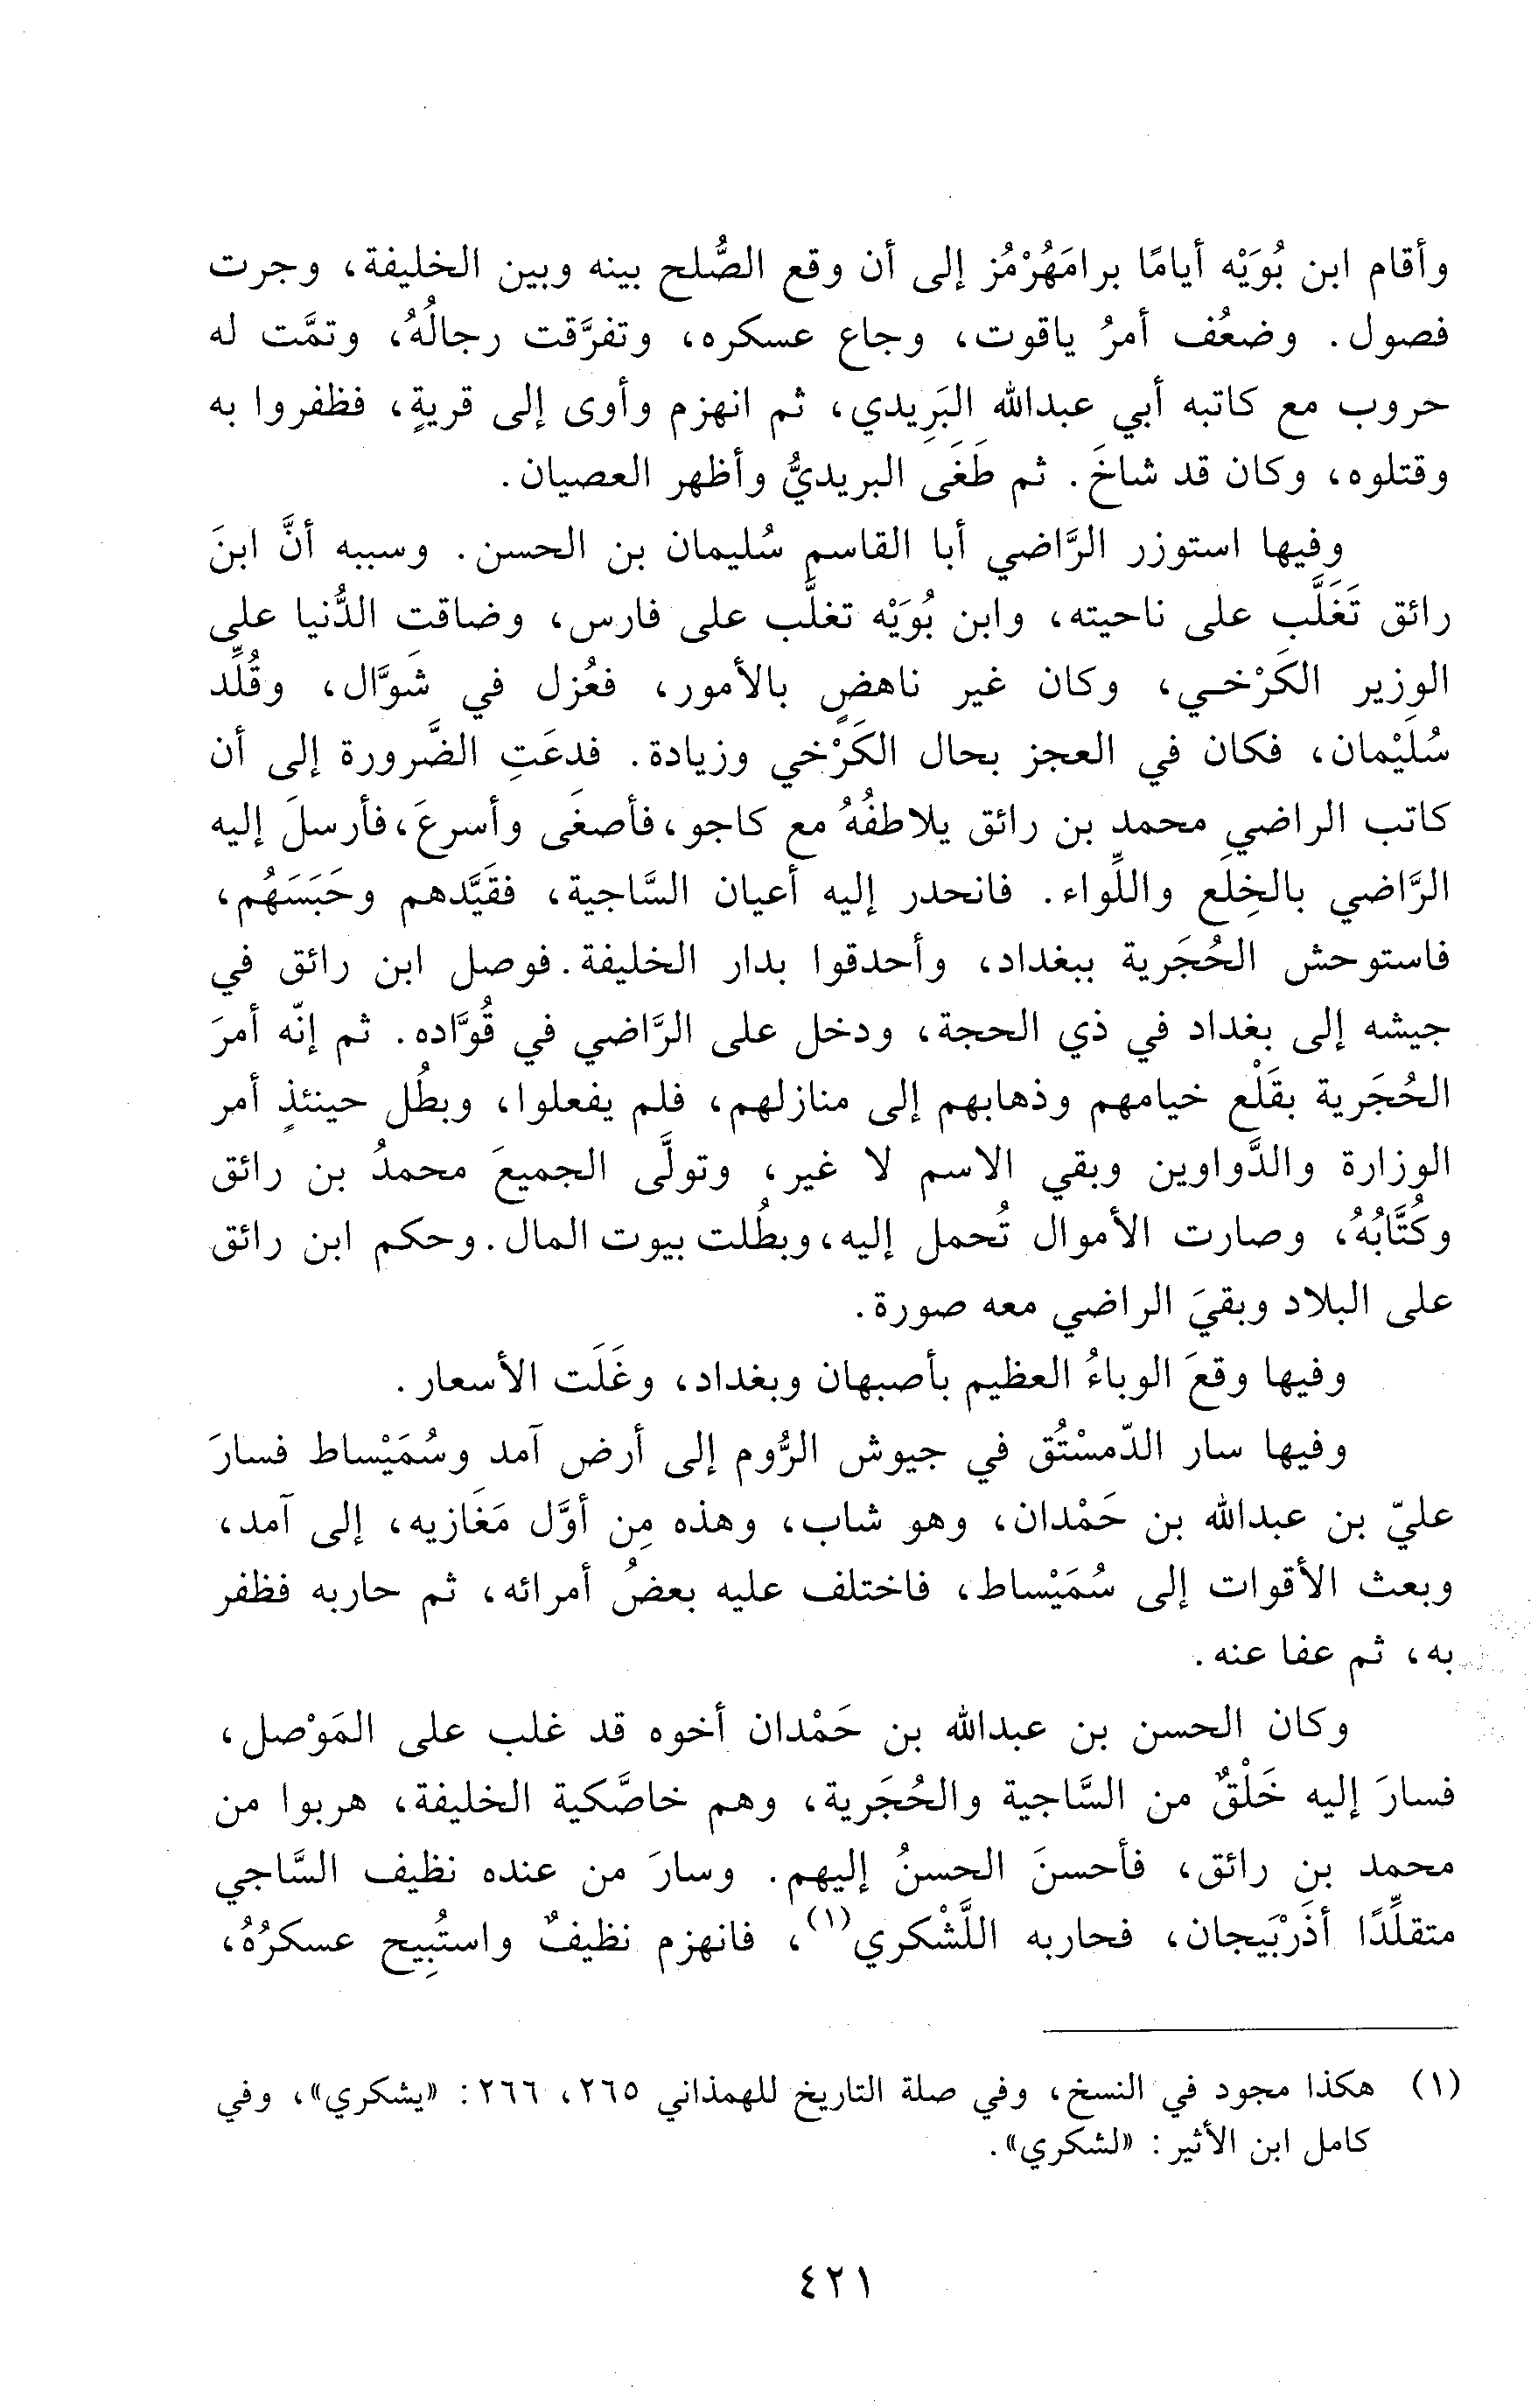 وأقام ابن بُوَيْه أيامًا برامَهُرْمُز إلى أن وقع الصُّلح بينه وبين الخليفة، وجرت
فصول. وضعُف أمرُ ياقوت، وجاع عسكره، وتفرَّقت رجالُهُ، وتمَّت له
حروب مع كاتبه أبي عبدالله البَرِيدي، ثم انهزم وأوى إلى قريةٍ، فظفروا به
وقتلوه، وكان قد شاخَ. ثم طَغَى البريديُّ وأظهر العصيان.
وفيها استوزر الرَّاضي أبا القاسم سُليمان بن الحسن. وسببه أنَّ ابنَ
رائق تَغَلَّب على ناحيته، وابن بُوَيْه تغلَّب على فارس، وضاقت الدُّنيا على
الوزير الكَرْخي، وكان غير ناهضٍ بالأمور، فعُزل في شَوَّال، وقُلِّد
سُلَيْمان، فكان في العجز بحال الكَرْخي وزيادة. فدعَتِ الضَّرورة إلى أن
كاتب الراضي محمد بن رائق يلاطفُهُ مع كاجو، فأصغَى وأسرعَ، فأرسلَ إليه
الرَّاضي بالخِلَع واللِّواء. فانحدر إليه أعيان السَّاجية، فقَيَّدهم وحَبَسَهُم،
فاستوحش الحُجَرية ببغداد، وأحدقوا بدار الخليفة. فوصل ابن رائق في
جيشه إلى بغداد في ذي الحجة، ودخل على الرَّاضي في قُوَّاده. ثم إنّه أمرَ
الحُجَرية بقَلْع خيامهم وذهابهم إلى منازلهم، فلم يفعلوا، وبطُل حينئذٍ أمر
الوزارة والدَّواوين وبقي الاسم لا غير، وتولَّى الجميعَ محمدُ بن رائق
وكُتَّابُهُ، وصارت الأموال تُحمل إليه، وبطُلت بيوت المال. وحكم ابن رائق
على البلاد وبقيَ الراضي معه صورة.
وفيها وقعَ الوباءُ العظيم بأصبهان وبغداد، وغَلَت الأسعار.
وفيها سار الدّمسْتُق في جيوش الرُّوم إلى أرض آمد وسُمَيْساط فسارَ
عليّ بن عبدالله بن حَمْدان، وهو شاب، وهذه مِن أوَّل مَغَازيه، إلى آمد،
وبعث الأقوات إلى سُمَيْساط، فاختلف عليه بعضُ أمرائه، ثم حاربه فظفر
به، ثم عفا عنه.
وكان الحسن بن عبدالله بن حَمْدان أخوه قد غلب على المَوْصل،
فسارَ إليه خَلْقٌ من السَّاجية والحُجَرية، وهم خاصَّكية الخليفة، هربوا من
محمد بن رائق، فأحسنَ الحسنُ إليهم. وسارَ من عنده نظيف السَّاجي
متقلِّدًا أذَرْبَيجان، فحاربه اللَّشْكري(١)، فانهزم نظيفٌ واستُبِيح عسكرُهُ،
(١) هكذا مجود في النسخ، وفي صلة التاريخ للهمذاني ٢٦٥، ٢٦٦: «يشكري»، وفي
كامل ابن الأثير: «لشكري».
٤٢١